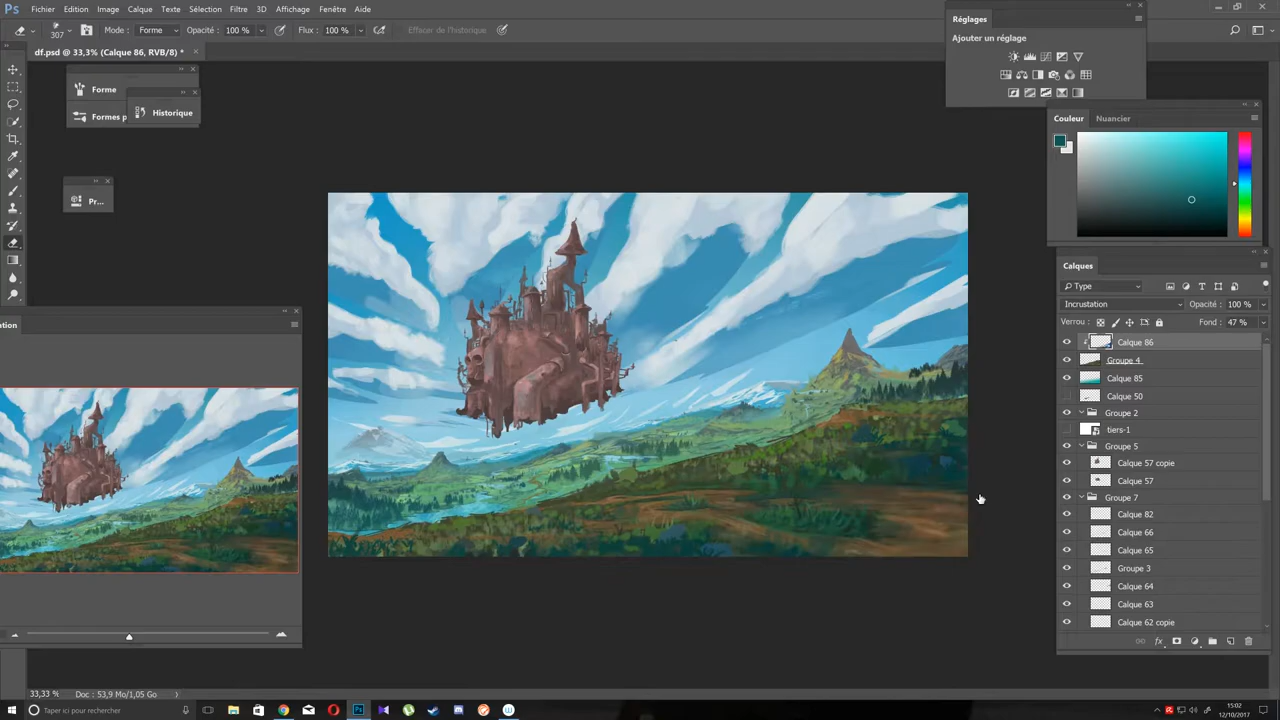 Ps Fichier Edition Image Calque Texte Sélection Filtre 3D Affichage Fenêtre Aide
307 Mode : Forme Opacité : 100 % Flux : 100 % Effacer de l'historique
df.psd @ 33,3% (Calque 86, RVB/8) *
Forme
Formes p
Historique
Pr...
Réglages
Ajouter un réglage
Couleur Nuancier
Calques
Type
Incrustation Opacité : 100 %
Verrou : Fond : 47 %
Calque 86
Groupe 4
Calque 85
Calque 50
Groupe 2
tiers-1
Groupe 5
Calque 57 copie
Calque 57
Groupe 7
Calque 82
Calque 66
Calque 65
Groupe 3
Calque 64
Calque 63
Calque 62 copie
fx
ation
33,33 % Doc : 53,9 Mo/1,05 Go
Taper ici pour rechercher
15:02
12/10/2017